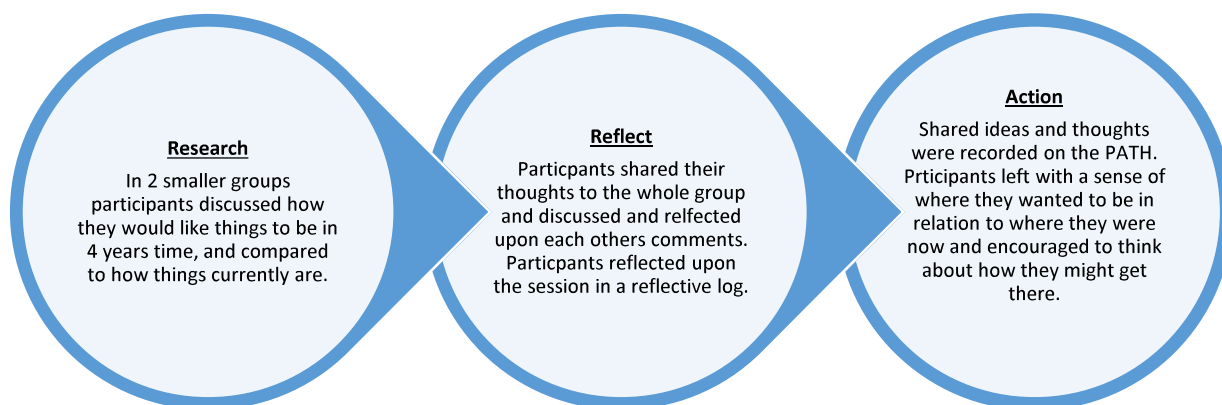 Research
In 2 smaller groups
participants discussed how
they would like things to be in
4 years time, and compared
to how things currently are.
Reflect
Particpants shared their
thoughts to the whole group
and discussed and relfected
upon each others comments.
Particpants reflected upon
the session in a reflective log.
Action
Shared ideas and thoughts
were recorded on the PATH.
Prticipants left with a sense of
where they wanted to be in
relation to where they were
now and encouraged to think
about how they might get
there.